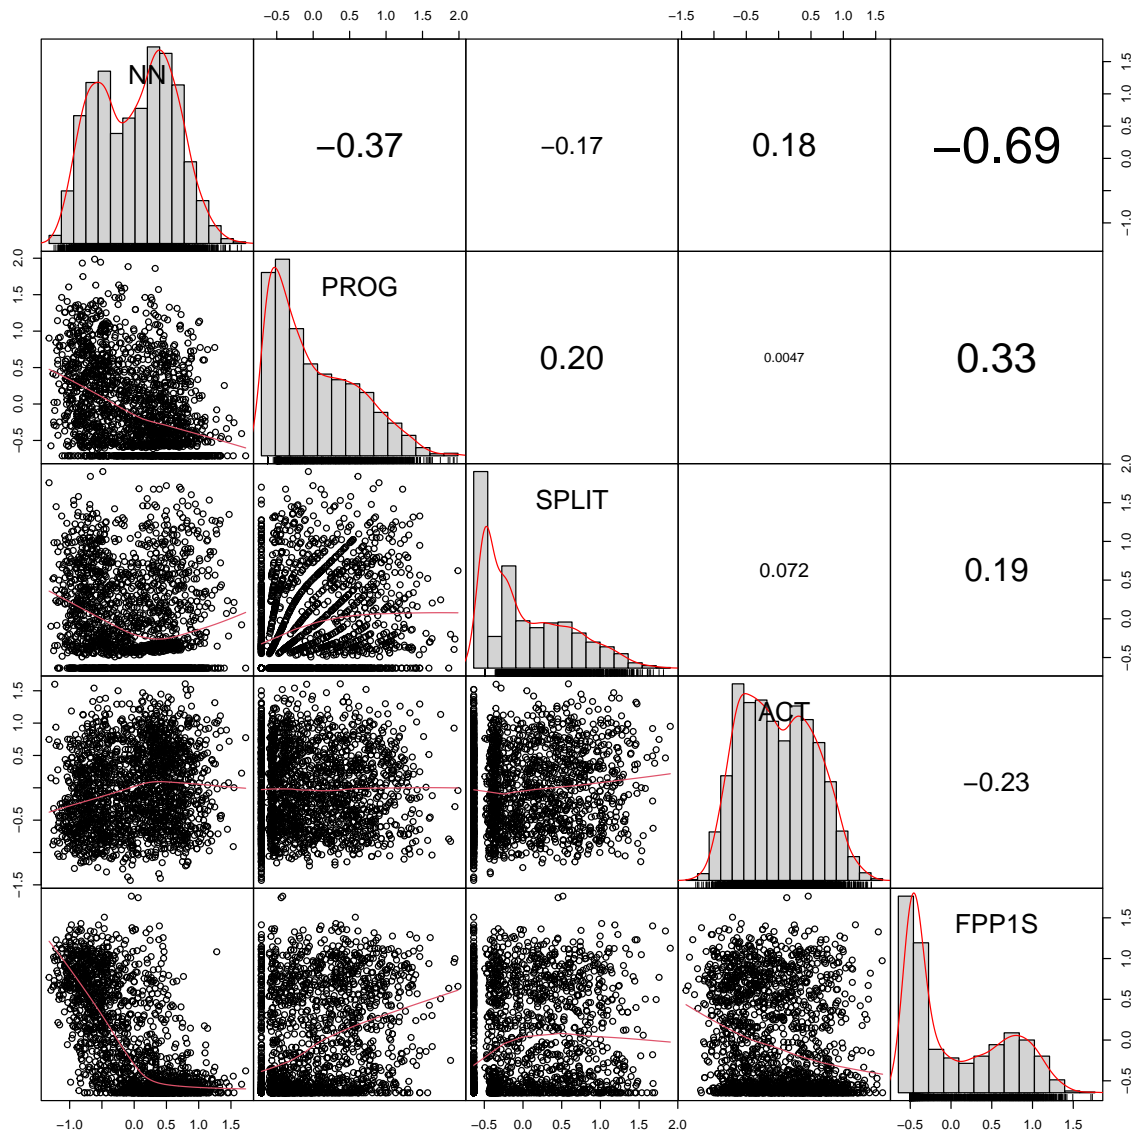 −0.5 0.0 0.5 1.0 1.5 2.0 −1.5 −0.5 0.0 0.5 1.0 1.5
NN −0.37 −0.17 0.18 −0.69
−1.0 0.0 0.5 1.0 1.5
PROG 0.20 0.0047 0.33
−0.5 0.0 0.5 1.0 1.5 2.0
SPLIT 0.072 0.19
−0.5 0.0 0.5 1.0 1.5 2.0
ACT −0.23
−1.5 −0.5 0.0 0.5 1.0 1.5
FPP1S
−0.5 0.0 0.5 1.0 1.5
−1.0 0.0 0.5 1.0 1.5 −0.5 0.0 0.5 1.0 1.5 2.0 −0.5 0.0 0.5 1.0 1.5